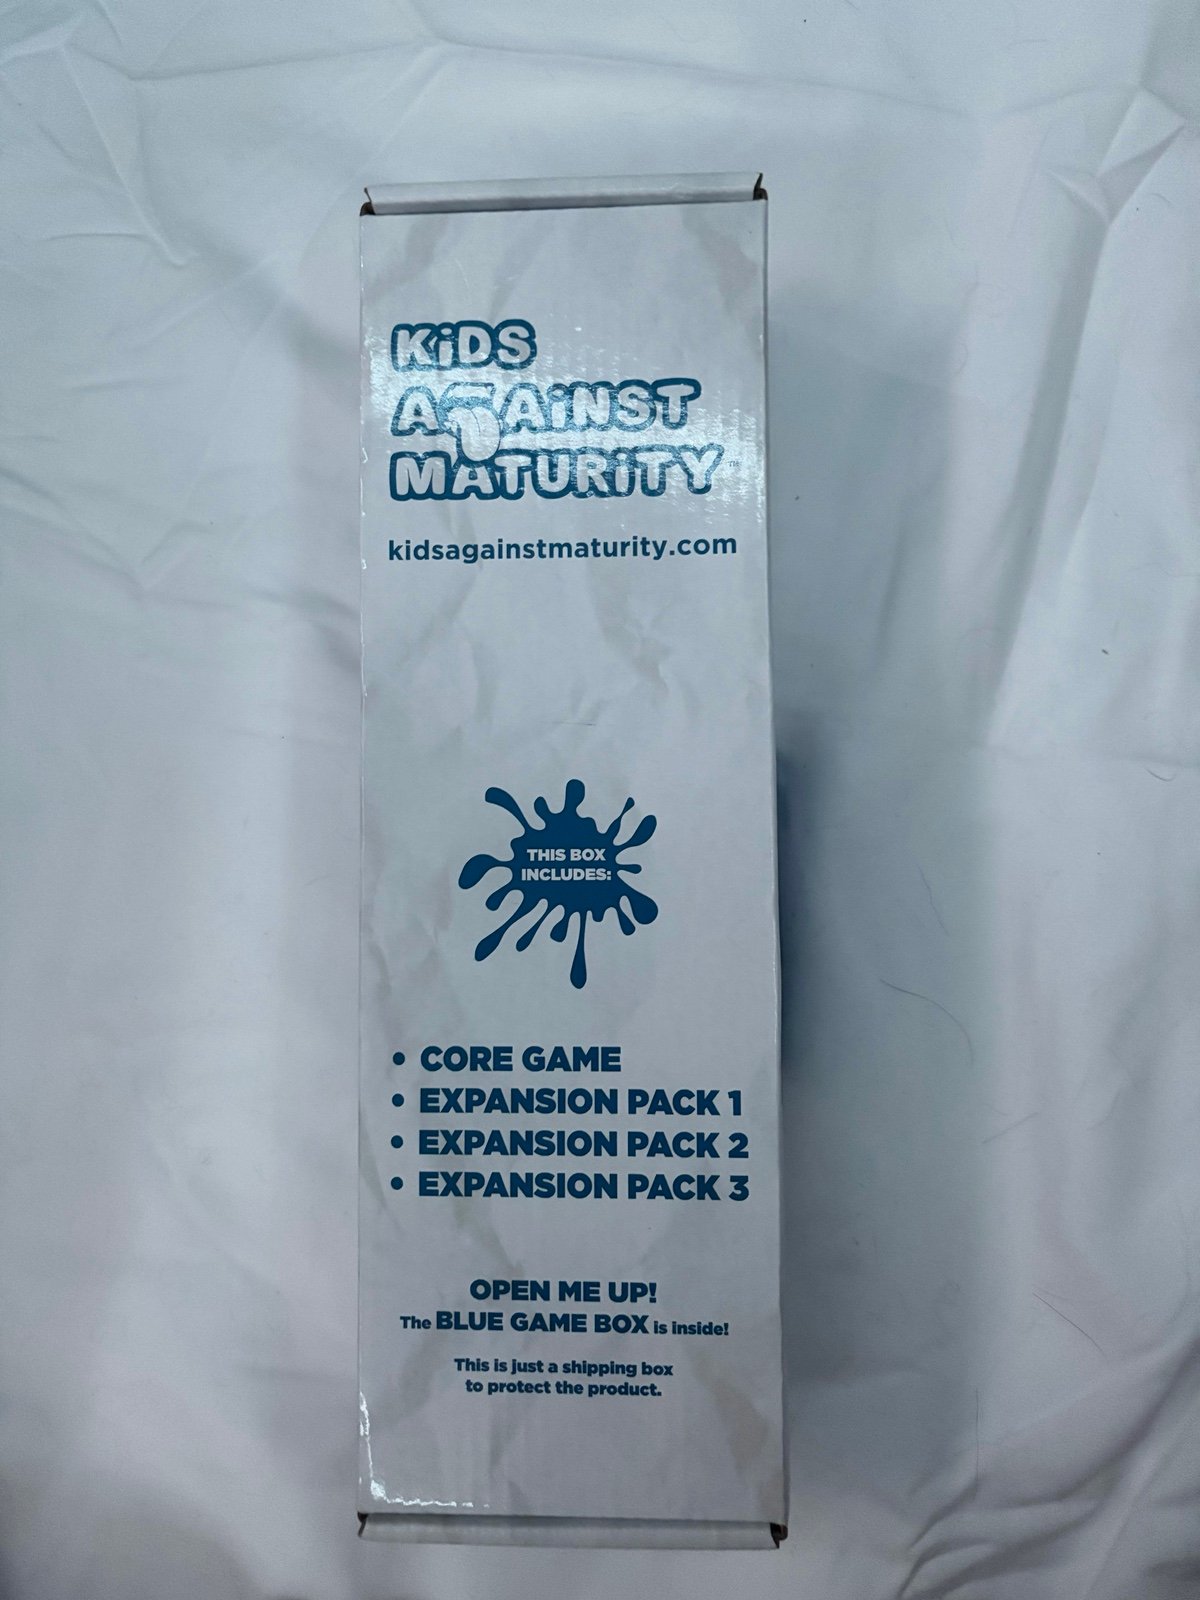 KiDS
AGAiNST
MATURiTY™
kidsagainstmaturity.com
THIS BOX
INCLUDES:
• CORE GAME
• EXPANSION PACK 1
• EXPANSION PACK 2
• EXPANSION PACK 3
OPEN ME UP!
The BLUE GAME BOX is inside!
This is just a shipping box
to protect the product.